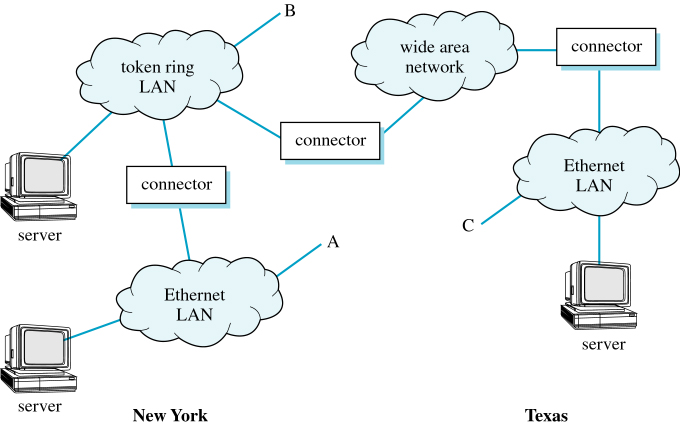 B
token ring
LAN
wide area
network
connector
connector
connector
Ethernet
LAN
server
C
A
Ethernet
LAN
server
server
New York
Texas